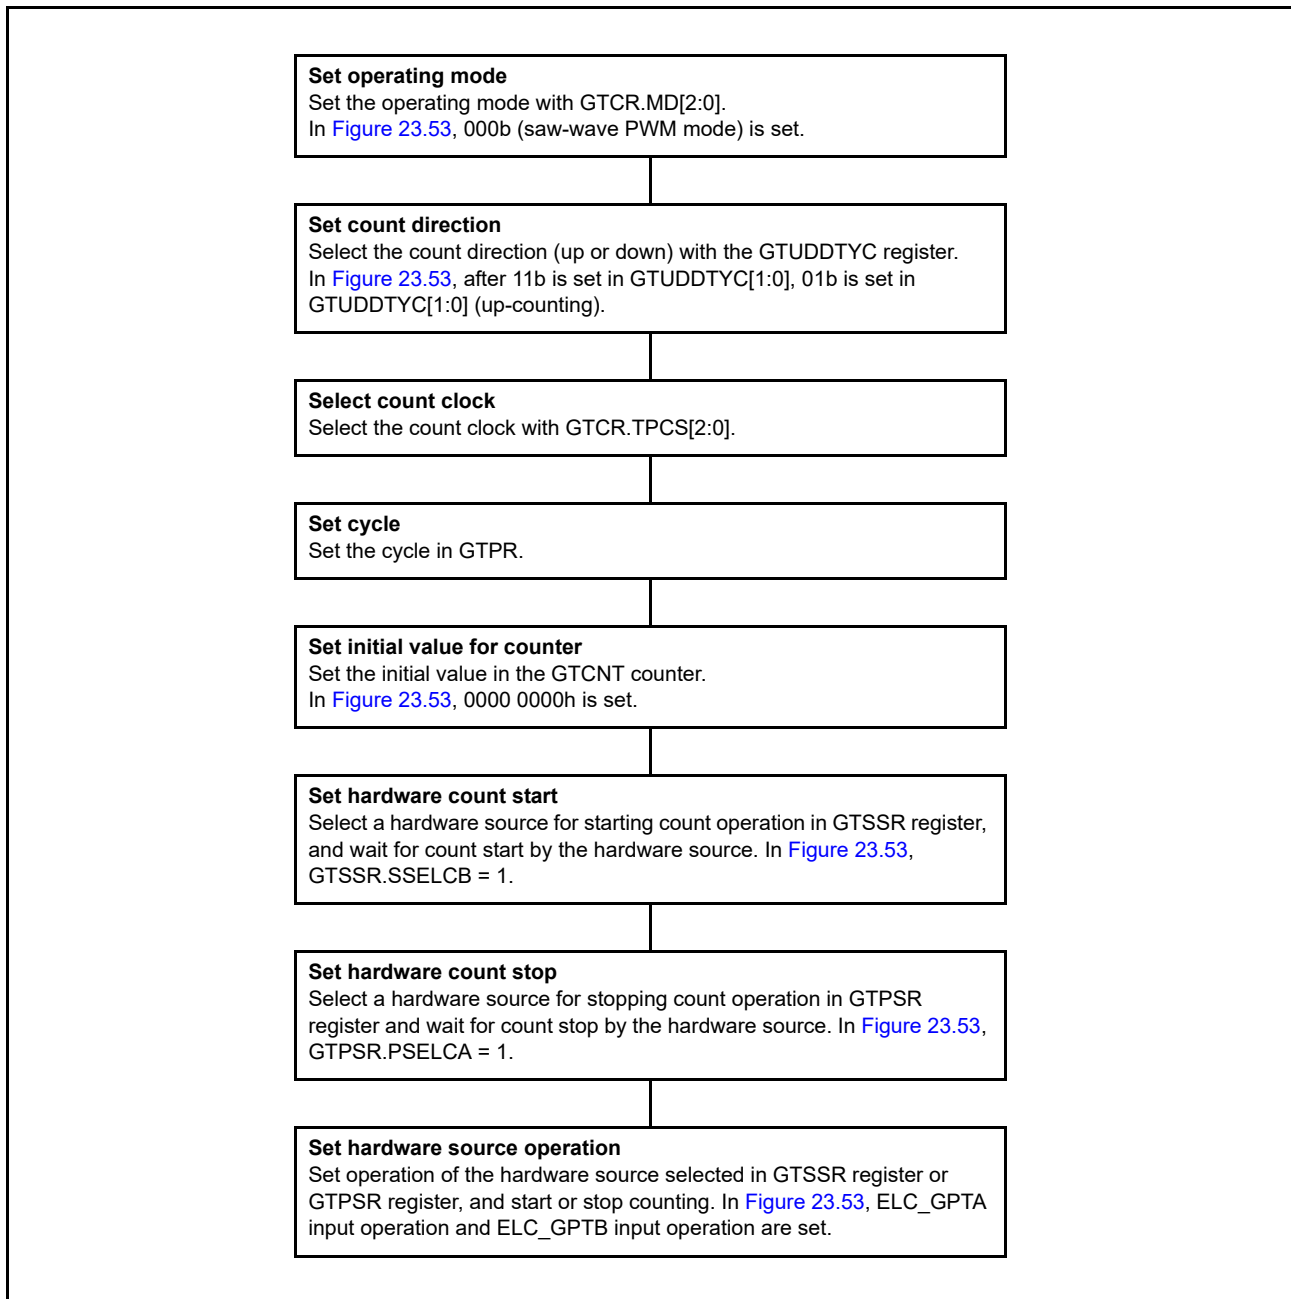 Set operating mode
Set the operating mode with GTCR.MD[2:0].
In Figure 23.53, 000b (saw-wave PWM mode) is set.
Set count direction
Select the count direction (up or down) with the GTUDDTYC register.
In Figure 23.53, after 11b is set in GTUDDTYC[1:0], 01b is set in
GTUDDTYC[1:0] (up-counting).
Select count clock
Select the count clock with GTCR.TPCS[2:0].
Set cycle
Set the cycle in GTPR.
Set initial value for counter
Set the initial value in the GTCNT counter.
In Figure 23.53, 0000 0000h is set.
Set hardware count start
Select a hardware source for starting count operation in GTSSR register,
and wait for count start by the hardware source. In Figure 23.53,
GTSSR.SSELCB = 1.
Set hardware count stop
Select a hardware source for stopping count operation in GTPSR
register and wait for count stop by the hardware source. In Figure 23.53,
GTPSR.PSELCA = 1.
Set hardware source operation
Set operation of the hardware source selected in GTSSR register or
GTPSR register, and start or stop counting. In Figure 23.53, ELC_GPTA
input operation and ELC_GPTB input operation are set.